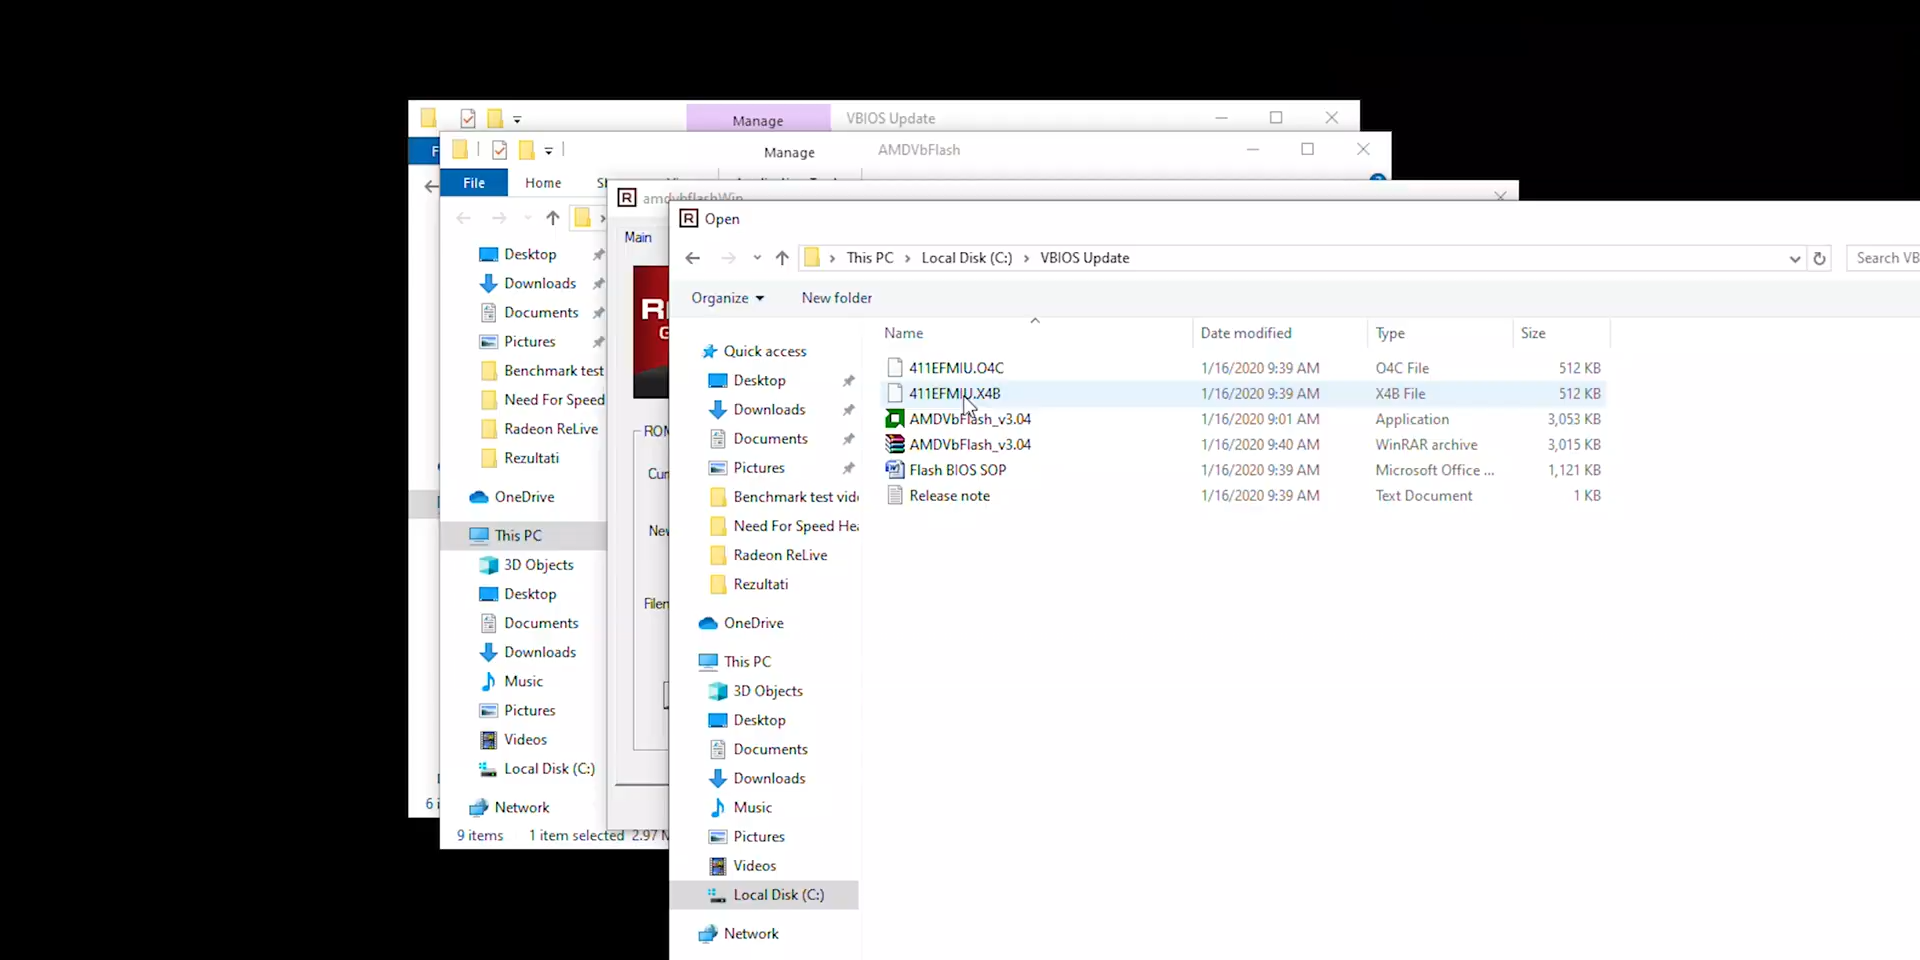 Manage
VBIOS Update
Manage
AMDVbFlash
File
Home
amdvbflashWin
Main
Open
This PC
Local Disk (C:)
VBIOS Update
Search VB
Organize
New folder
Desktop
Downloads
Documents
Pictures
Benchmark test
Need For Speed
Radeon ReLive
Rezultati
OneDrive
This PC
3D Objects
Desktop
Documents
Downloads
Music
Pictures
Videos
Local Disk (C:)
Network
9 items 1 item selected 2.97
Quick access
Desktop
Downloads
Documents
Pictures
Benchmark test vide
Need For Speed Hea
Radeon ReLive
Rezultati
OneDrive
This PC
3D Objects
Desktop
Documents
Downloads
Music
Pictures
Videos
Local Disk (C:)
Network
Name Date modified Type Size
411EFMIU.O4C 1/16/2020 9:39 AM O4C File 512 KB
411EFMIU.X4B 1/16/2020 9:39 AM X4B File 512 KB
AMDVbFlash_v3.04 1/16/2020 9:01 AM Application 3,053 KB
AMDVbFlash_v3.04 1/16/2020 9:40 AM WinRAR archive 3,015 KB
Flash BIOS SOP 1/16/2020 9:39 AM Microsoft Office ... 1,121 KB
Release note 1/16/2020 9:39 AM Text Document 1 KB